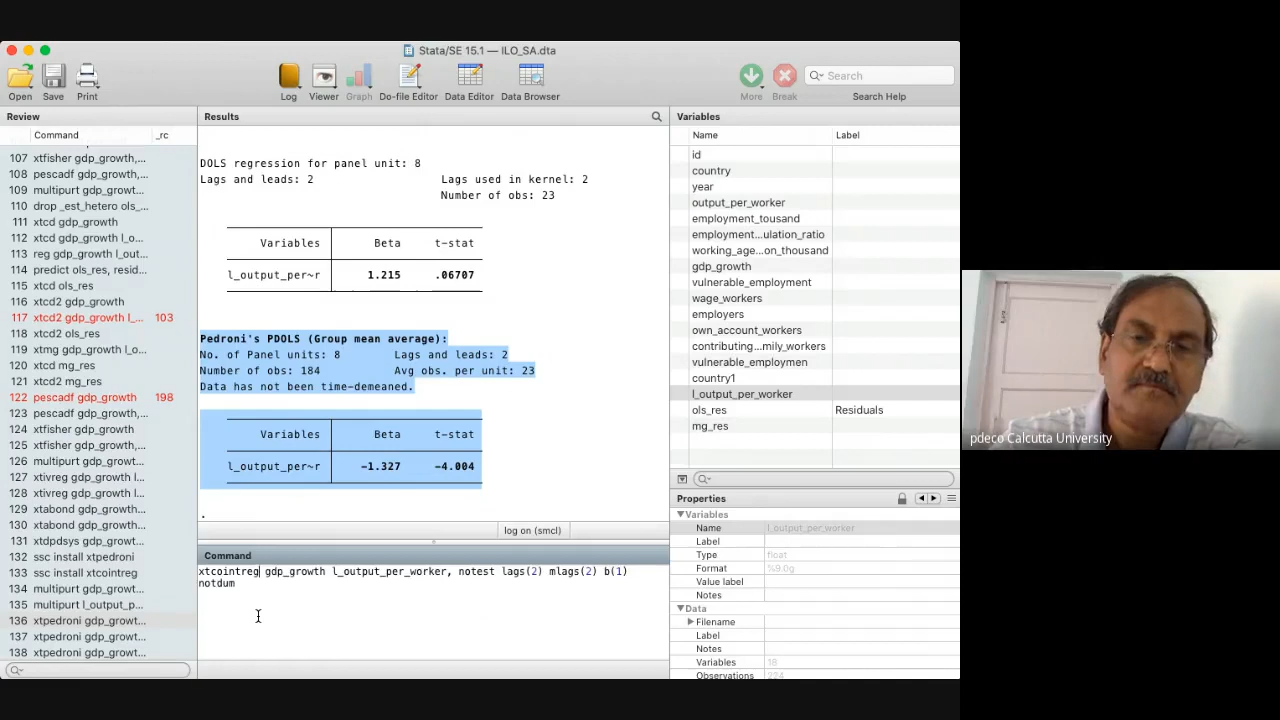 Stata/SE 15.1 — ILO_SA.dta
Open Save Print Log Viewer Graph Do-file Editor Data Editor Data Browser More Break Search Search Help
Review
Command _rc
107 xtfisher gdp_growth,...
108 pescadf gdp_growth,...
109 multipurt gdp_growt...
110 drop _est_hetero ols_...
111 xtcd gdp_growth
112 xtcd gdp_growth l_o...
113 reg gdp_growth l_out...
114 predict ols_res, resid...
115 xtcd ols_res
116 xtcd2 gdp_growth
117 xtcd2 gdp_growth l_... 103
118 xtcd2 ols_res
119 xtmg gdp_growth l_o...
120 xtcd mg_res
121 xtcd2 mg_res
122 pescadf gdp_growth 198
123 pescadf gdp_growth,...
124 xtfisher gdp_growth
125 xtfisher gdp_growth,...
126 multipurt gdp_growt...
127 xtivreg gdp_growth l...
128 xtivreg gdp_growth l...
129 xtabond gdp_growth...
130 xtabond gdp_growth...
131 xtdpdsys gdp_growt...
132 ssc install xtpedroni
133 ssc install xtcointreg
134 multipurt gdp_growt...
135 multipurt l_output_p...
136 xtpedroni gdp_growt...
137 xtpedroni gdp_growt...
138 xtpedroni gdp_growt...
Results
DOLS regression for panel unit: 8
Lags and leads: 2 Lags used in kernel: 2
Number of obs: 23
Variables Beta t-stat
l_output_per~r 1.215 .06707
Pedroni's PDOLS (Group mean average):
No. of Panel units: 8 Lags and leads: 2
Number of obs: 184 Avg obs. per unit: 23
Data has not been time-demeaned.
Variables Beta t-stat
l_output_per~r -1.327 -4.004
.
log on (smcl)
Command
xtcointreg gdp_growth l_output_per_worker, notest lags(2) mlags(2) b(1)
notdum
Variables
Name Label
id
country
year
output_per_worker
employment_tousand
employment...ulation_ratio
working_age...on_thousand
gdp_growth
vulnerable_employment
wage_workers
employers
own_account_workers
contributing...mily_workers
vulnerable_employmen
country1
l_output_per_worker
ols_res Residuals
mg_res
Properties
Variables
Name l_output_per_worker
Label
Type float
Format %9.0g
Value label
Notes
Data
Filename
Label
Notes
Variables 18
Observations 224
pdeco Calcutta University